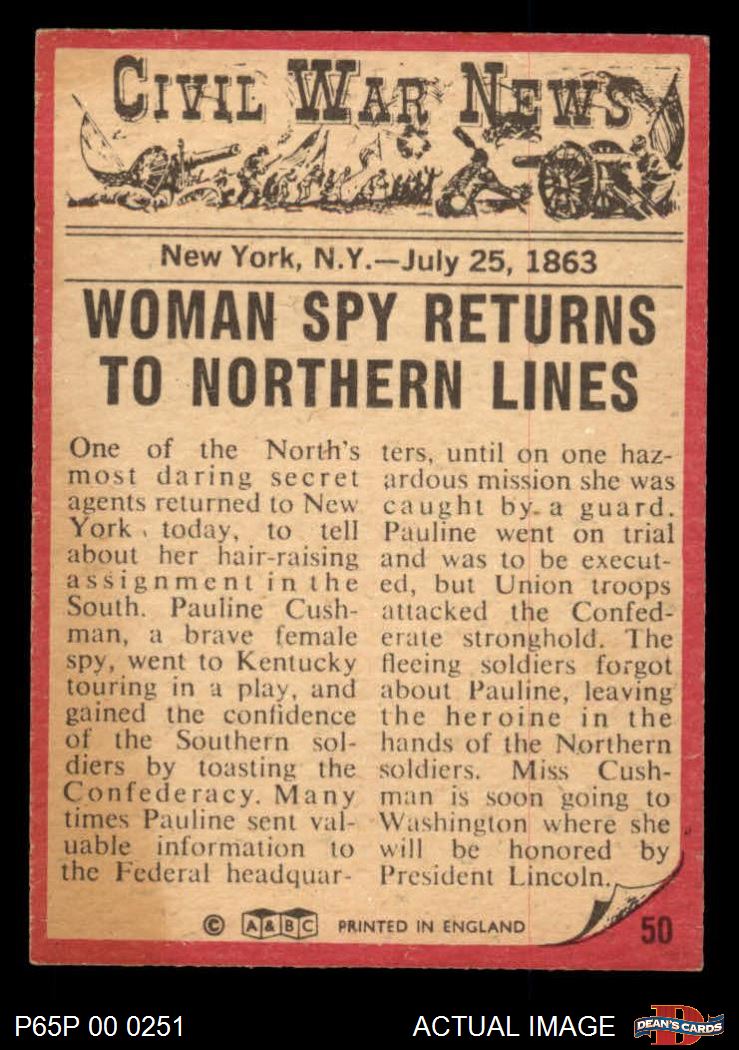 CIVIL WAR NEWS
New York, N.Y.—July 25, 1863
WOMAN SPY RETURNS
TO NORTHERN LINES
One of the North's
most daring secret
agents returned to New
York, today, to tell
about her hair-raising
assignment in the
South. Pauline Cush-
man, a brave female
spy, went to Kentucky
touring in a play, and
gained the confidence
of the Southern sol-
diers by toasting the
Confederacy. Many
times Pauline sent val-
uable information to
the Federal headquar-
ters, until on one haz-
ardous mission she was
caught by a guard.
Pauline went on trial
and was to be execut-
ed, but Union troops
attacked the Confed-
erate stronghold. The
fleeing soldiers forgot
about Pauline, leaving
the heroine in the
hands of the Northern
soldiers. Miss Cush-
man is soon going to
Washington where she
will be honored by
President Lincoln.
© A&BC PRINTED IN ENGLAND
50
P65P 00 0251
ACTUAL IMAGE
D
DEAN'S CARDS